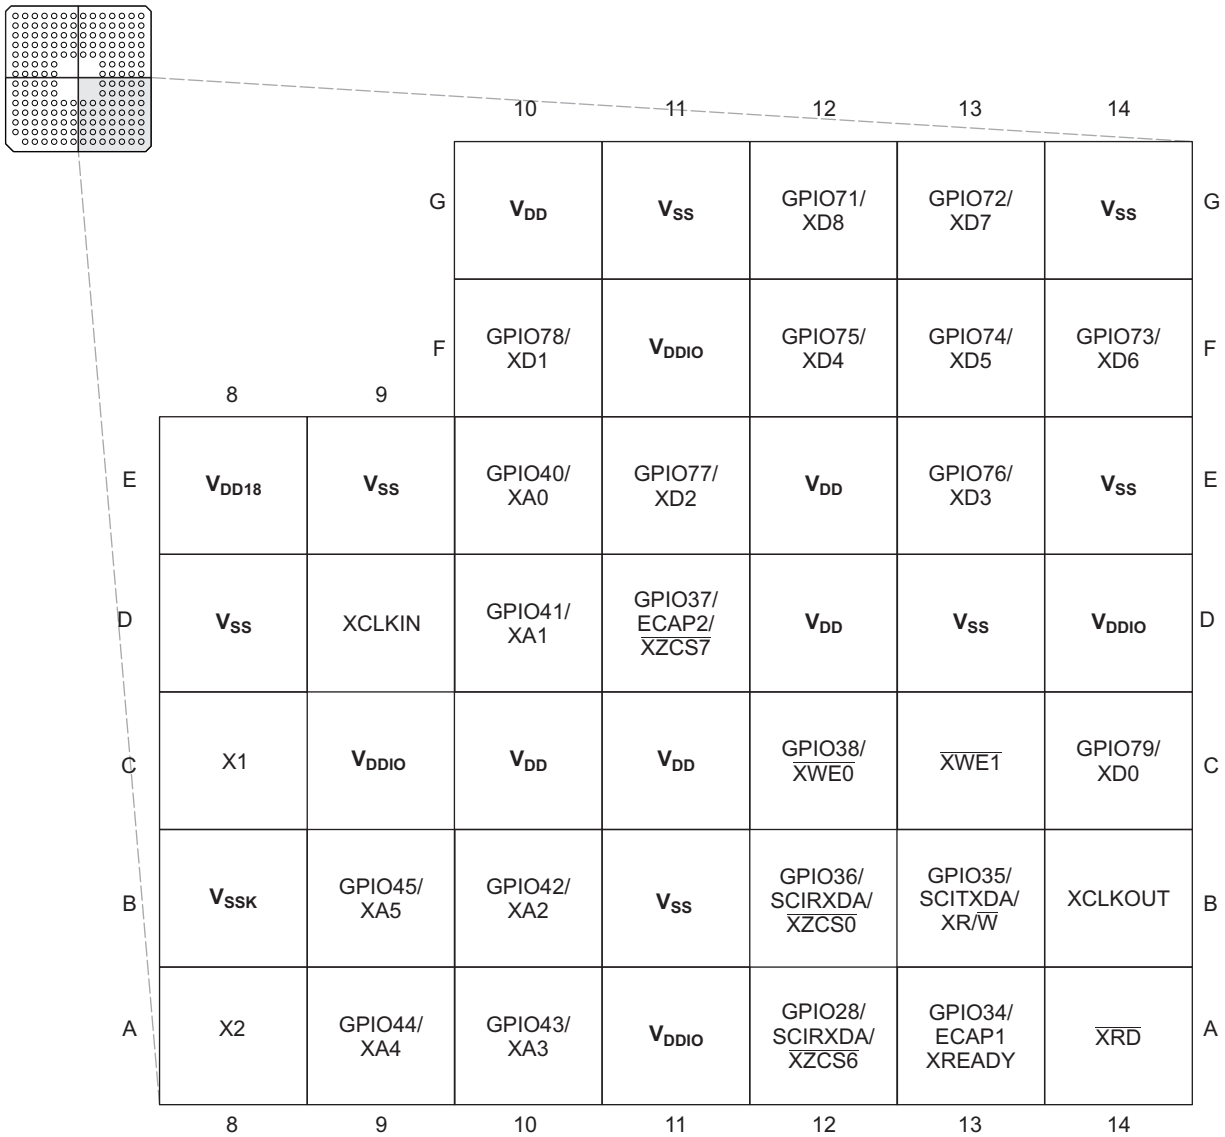 10 11 12 13 14
G VDD VSS GPIO71/ GPIO72/ VSS G
XD8 XD7
F GPIO78/ VDDIO GPIO75/ GPIO74/ GPIO73/ F
XD1 XD4 XD5 XD6
8 9
E VDD18 VSS GPIO40/ GPIO77/ VDD GPIO76/ VSS E
XA0 XD2 XD3
D VSS XCLKIN GPIO41/ GPIO37/ VDD VSS VDDIO D
XA1 ECAP2/
XZCS7
C X1 VDDIO VDD VDD GPIO38/ XWE1 GPIO79/ C
XWE0 XD0
B VSSK GPIO45/ GPIO42/ VSS GPIO36/ GPIO35/ XCLKOUT B
XA5 XA2 SCIRXDA/ SCITXDA/
XZCS0 XR/W
A X2 GPIO44/ GPIO43/ VDDIO GPIO28/ GPIO34/ XRD A
XA4 XA3 SCIRXDA/ ECAP1
XZCS6 XREADY
8 9 10 11 12 13 14